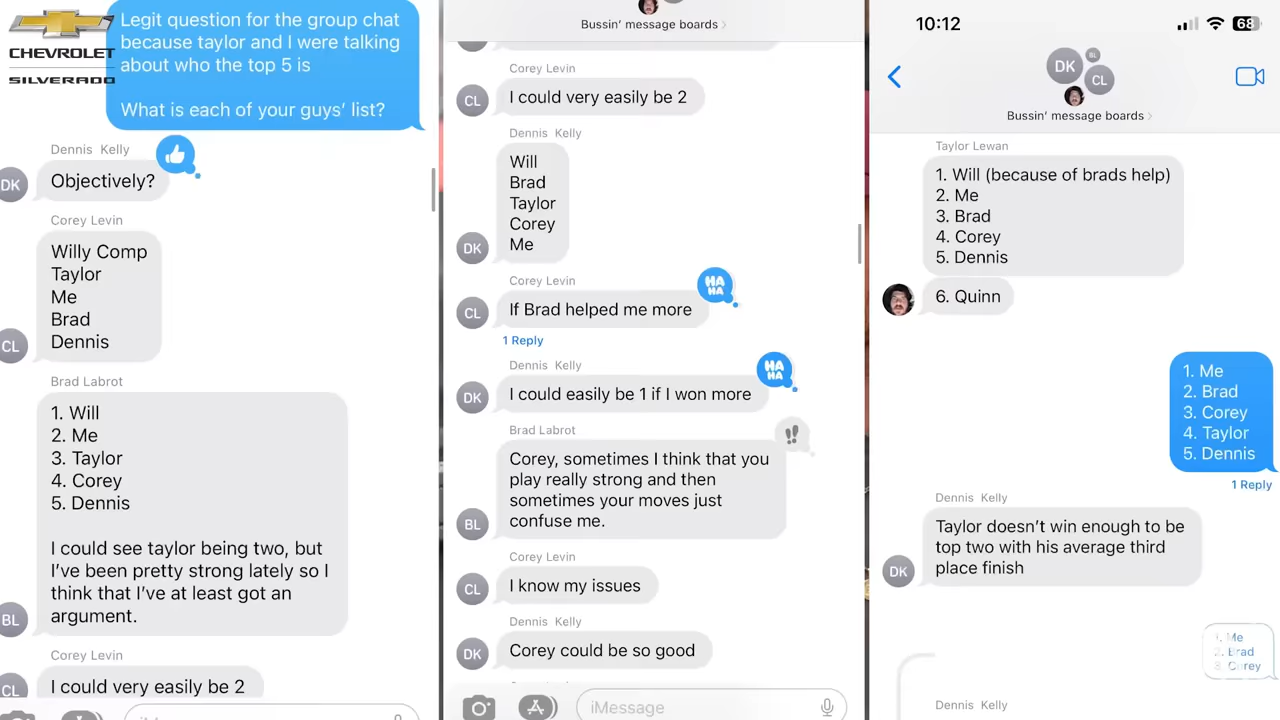 CHEVROLET
SILVERADO
Legit question for the group chat
because taylor and I were talking
about who the top 5 is
What is each of your guys' list?
Dennis Kelly
Objectively?
DK
Corey Levin
Willy Comp
Taylor
Me
Brad
Dennis
CL
Brad Labrot
1. Will
2. Me
3. Taylor
4. Corey
5. Dennis
I could see taylor being two, but
I've been pretty strong lately so I
think that I've at least got an
argument.
BL
Corey Levin
I could very easily be 2
CL
Bussin' message boards
Corey Levin
I could very easily be 2
CL
Dennis Kelly
Will
Brad
Taylor
Corey
Me
DK
Corey Levin
HA
HA
If Brad helped me more
CL
1 Reply
Dennis Kelly
HA
HA
I could easily be 1 if I won more
DK
Brad Labrot
Corey, sometimes I think that you
play really strong and then
sometimes your moves just
confuse me.
BL
Corey Levin
I know my issues
CL
Dennis Kelly
Corey could be so good
DK
iMessage
10:12
68
DK
BL
CL
Bussin' message boards
Taylor Lewan
1. Will (because of brads help)
2. Me
3. Brad
4. Corey
5. Dennis
6. Quinn
1. Me
2. Brad
3. Corey
4. Taylor
5. Dennis
1 Reply
Dennis Kelly
Taylor doesn't win enough to be
top two with his average third
place finish
DK
1. Me
2. Brad
3. Corey
Dennis Kelly